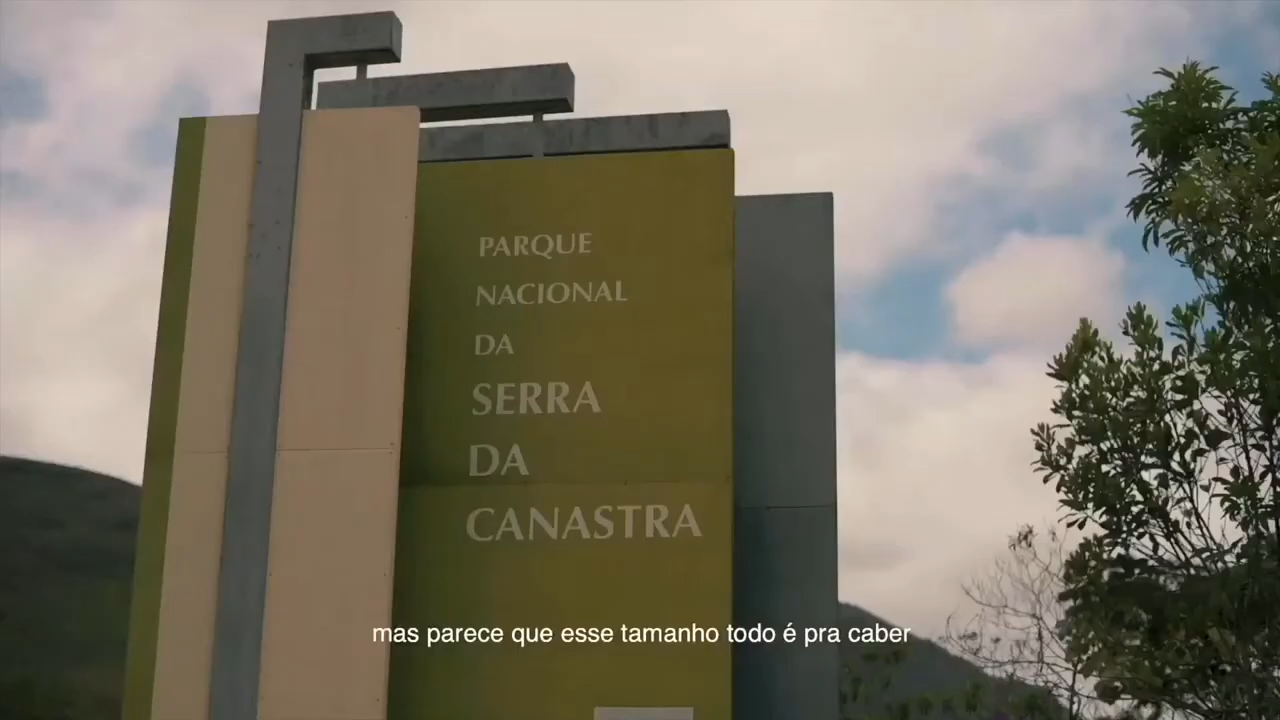 PARQUE
NACIONAL
DA
SERRA
DA
CANASTRA
mas parece que esse tamanho todo é pra caber